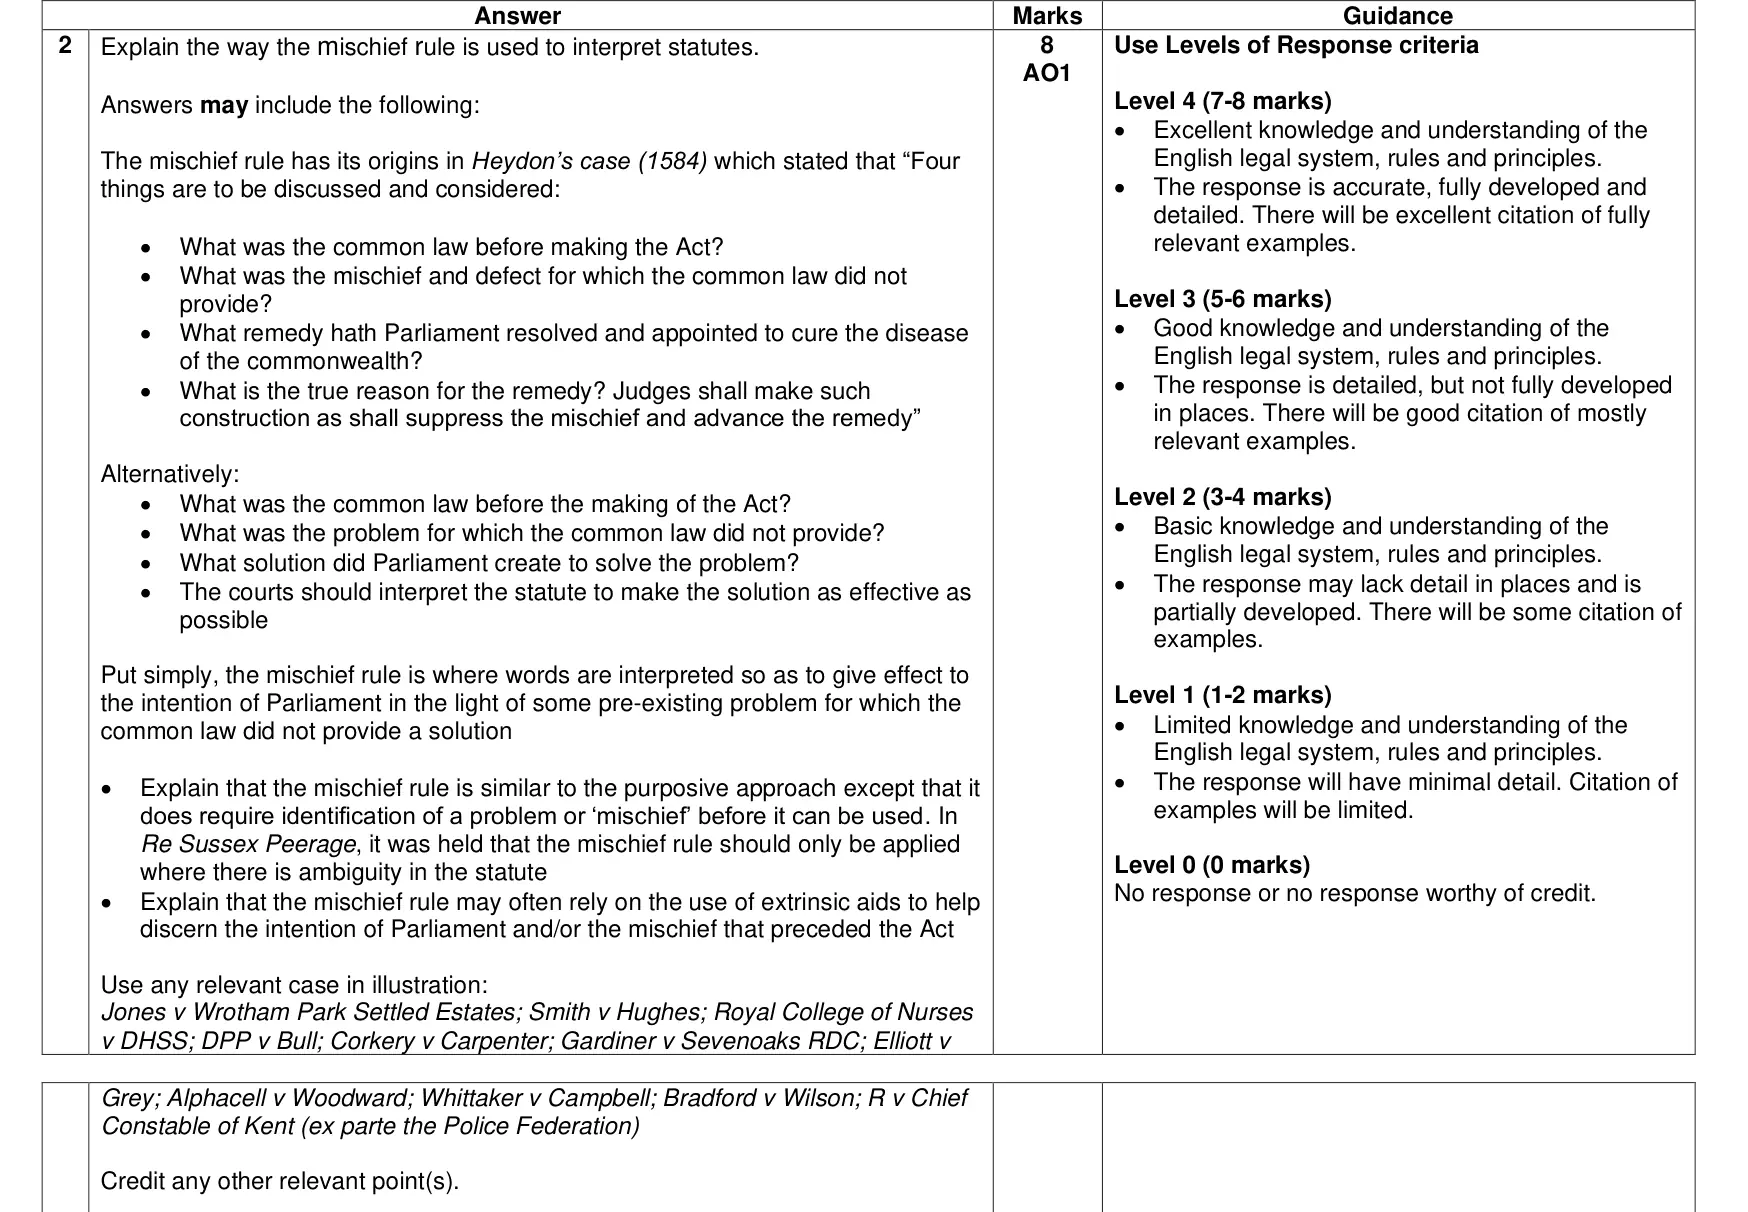 Answer Marks Guidance
2 Explain the way the mischief rule is used to interpret statutes.
Answers may include the following:
The mischief rule has its origins in Heydon's case (1584) which stated that “Four
things are to be discussed and considered:
• What was the common law before making the Act?
• What was the mischief and defect for which the common law did not
provide?
• What remedy hath Parliament resolved and appointed to cure the disease
of the commonwealth?
• What is the true reason for the remedy? Judges shall make such
construction as shall suppress the mischief and advance the remedy”
Alternatively:
• What was the common law before the making of the Act?
• What was the problem for which the common law did not provide?
• What solution did Parliament create to solve the problem?
• The courts should interpret the statute to make the solution as effective as
possible
Put simply, the mischief rule is where words are interpreted so as to give effect to
the intention of Parliament in the light of some pre-existing problem for which the
common law did not provide a solution
• Explain that the mischief rule is similar to the purposive approach except that it
does require identification of a problem or ‘mischief’ before it can be used. In
Re Sussex Peerage, it was held that the mischief rule should only be applied
where there is ambiguity in the statute
• Explain that the mischief rule may often rely on the use of extrinsic aids to help
discern the intention of Parliament and/or the mischief that preceded the Act
Use any relevant case in illustration:
Jones v Wrotham Park Settled Estates; Smith v Hughes; Royal College of Nurses
v DHSS; DPP v Bull; Corkery v Carpenter; Gardiner v Sevenoaks RDC; Elliott v
Grey; Alphacell v Woodward; Whittaker v Campbell; Bradford v Wilson; R v Chief
Constable of Kent (ex parte the Police Federation)
Credit any other relevant point(s).
8
AO1
Use Levels of Response criteria
Level 4 (7-8 marks)
• Excellent knowledge and understanding of the
English legal system, rules and principles.
• The response is accurate, fully developed and
detailed. There will be excellent citation of fully
relevant examples.
Level 3 (5-6 marks)
• Good knowledge and understanding of the
English legal system, rules and principles.
• The response is detailed, but not fully developed
in places. There will be good citation of mostly
relevant examples.
Level 2 (3-4 marks)
• Basic knowledge and understanding of the
English legal system, rules and principles.
• The response may lack detail in places and is
partially developed. There will be some citation of
examples.
Level 1 (1-2 marks)
• Limited knowledge and understanding of the
English legal system, rules and principles.
• The response will have minimal detail. Citation of
examples will be limited.
Level 0 (0 marks)
No response or no response worthy of credit.